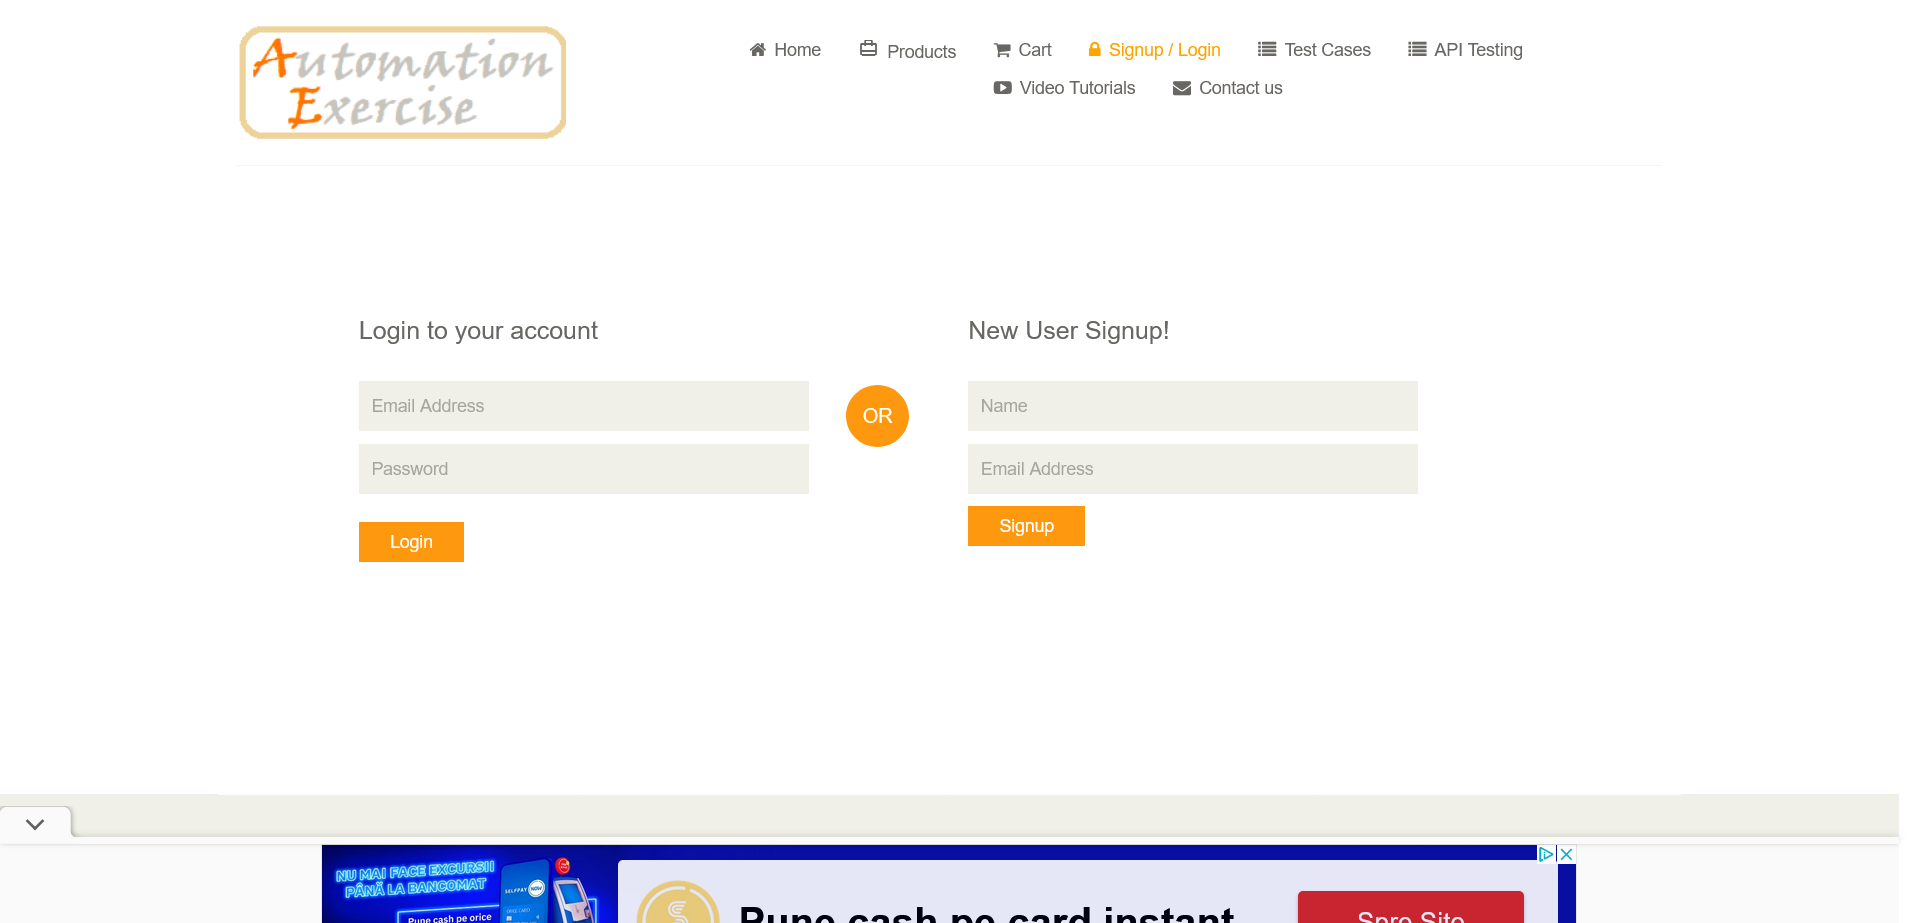 Automation
Exercise
Home
Products
Cart
Signup / Login
Test Cases
API Testing
Video Tutorials
Contact us
Login to your account
New User Signup!
Email Address
Name
OR
Password
Email Address
Signup
Login
NU MAI FACE EXCURSII
PÂNĂ LA BANCOMAT
SELFPAY
NOW
Pune cash pe orice
Pune cash pe card instant
Spre Site